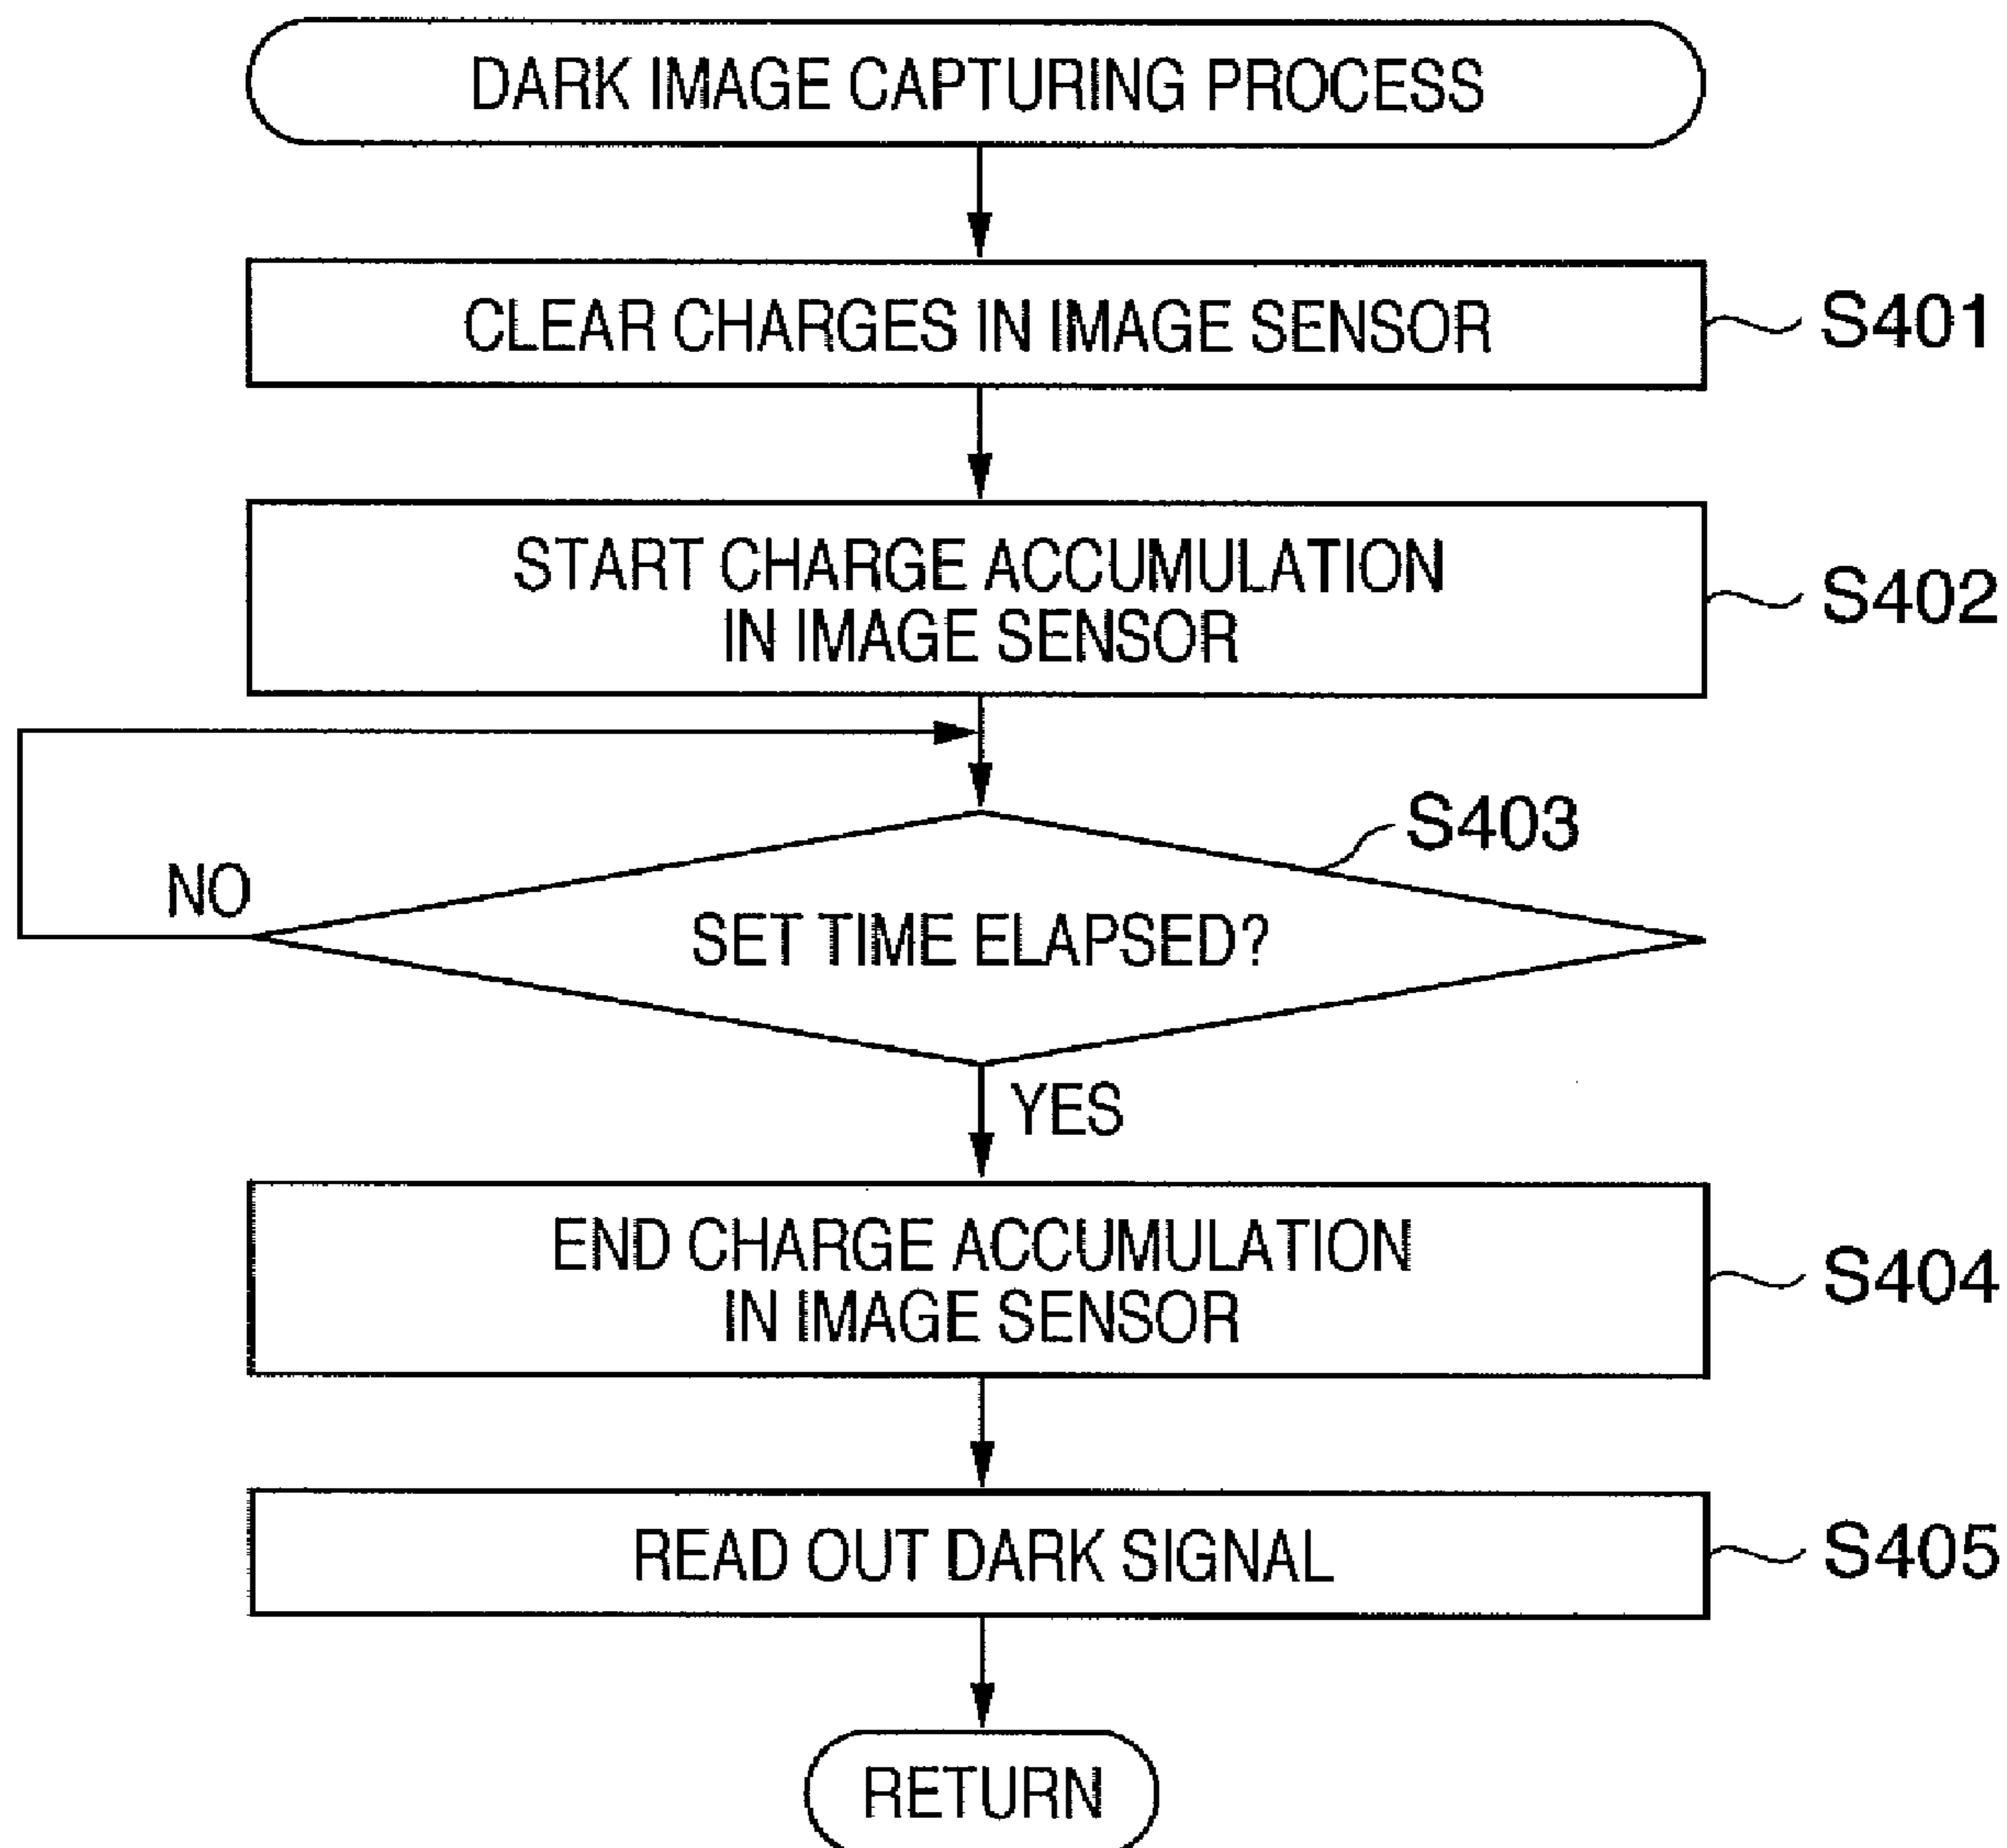 DARK IMAGE CAPTURING PROCESS
CLEAR CHARGES IN IMAGE SENSOR
S401
START CHARGE ACCUMULATION
IN IMAGE SENSOR
S402
S403
NO
SET TIME ELAPSED?
YES
END CHARGE ACCUMULATION
IN IMAGE SENSOR
S404
READ OUT DARK SIGNAL
S405
RETURN